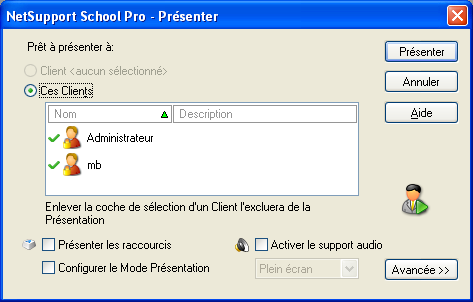 NetSupport School Pro - Présenter
Prêt à présenter à:
Client <aucun sélectionné>
Ces Clients
Nom Description
Administrateur
mb
Enlever la coche de sélection d'un Client l'excluera de la
Présentation
Présenter les raccourcis
Activer le support audio
Configurer le Mode Présentation
Plein écran
Présenter
Annuler
Aide
Avancée >>